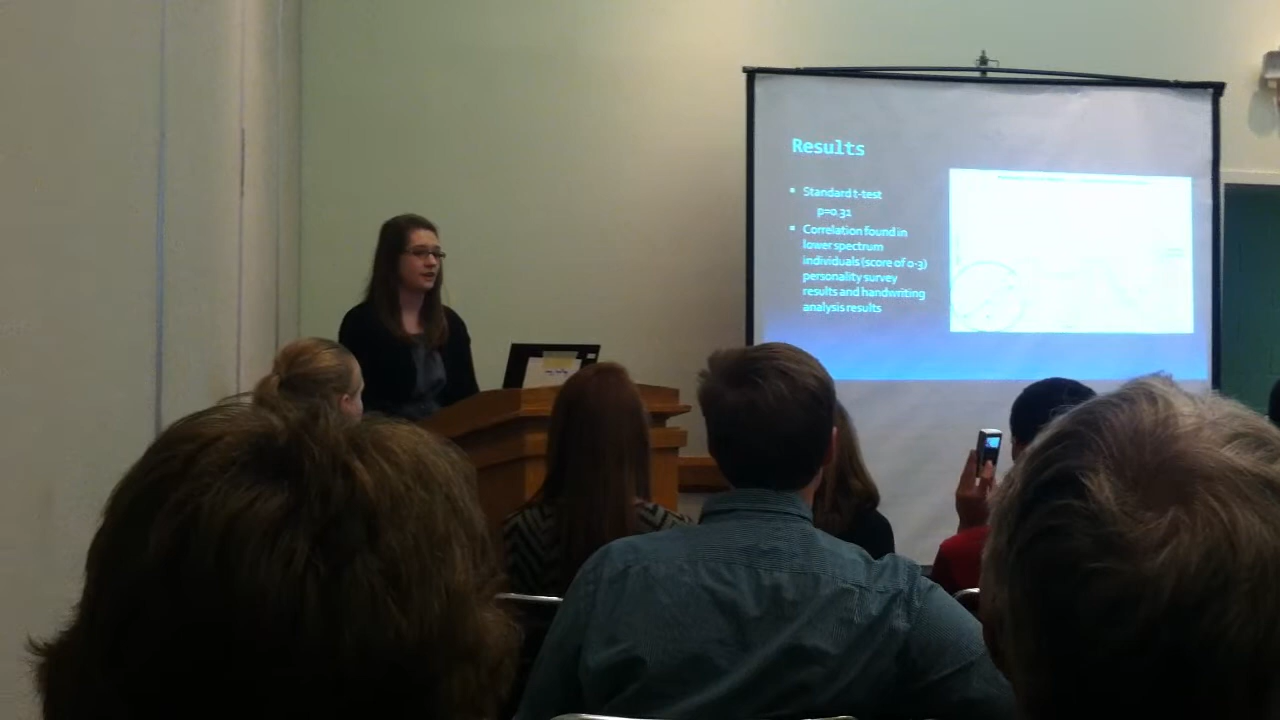 Results
Standard t-test
p=0.31
Correlation found in
lower spectrum
individuals (score of 0-3)
personality survey
results and handwriting
analysis results